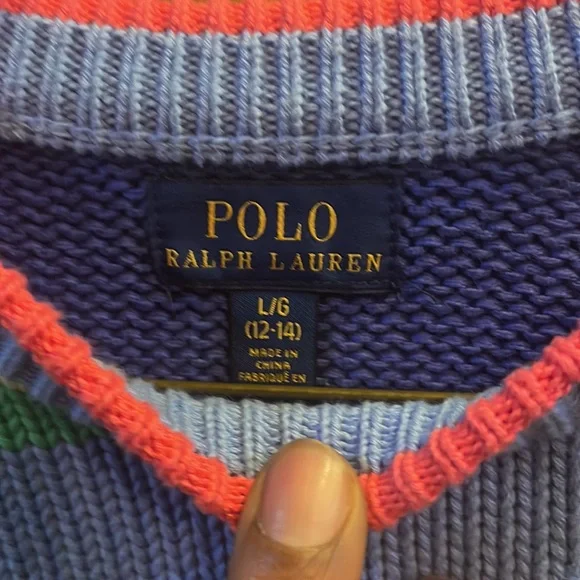 POLO
RALPH LAUREN
L/G
(12-14)
MADE IN
CHINA
FABRIQUÉ EN